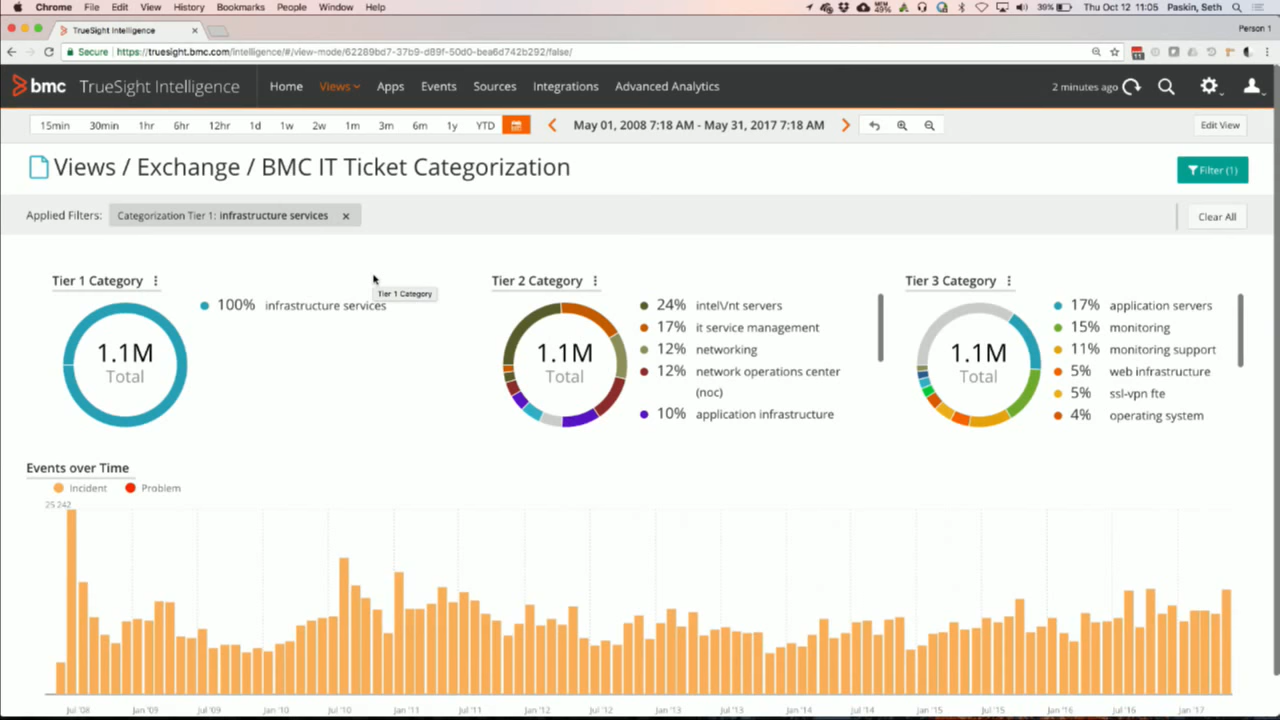 Chrome File Edit View History Bookmarks People Window Help 39% Thu Oct 12 11:05 Paskin, Seth
TrueSight Intelligence × Person 1
Secure https://truesight.bmc.com/intelligence/#/view-mode/62289bd7-37b9-d89f-50d0-bea6d742b292/false/
bmc TrueSight Intelligence Home Views Apps Events Sources Integrations Advanced Analytics 2 minutes ago
15min 30min 1hr 6hr 12hr 1d 1w 2w 1m 3m 6m 1y YTD May 01, 2008 7:18 AM - May 31, 2017 7:18 AM Edit View
Views / Exchange / BMC IT Ticket Categorization Filter (1)
Applied Filters: Categorization Tier 1: infrastructure services × Clear All
Tier 1 Category
100% infrastructure services
1.1M
Total
Tier 1 Category
Tier 2 Category
24% intel\/nt servers
17% it service management
12% networking
12% network operations center
(noc)
10% application infrastructure
1.1M
Total
Tier 3 Category
17% application servers
15% monitoring
11% monitoring support
5% web infrastructure
5% ssl-vpn fte
4% operating system
1.1M
Total
Events over Time
Incident Problem
25 242
Jul '08 Jan '09 Jul '09 Jan '10 Jul '10 Jan '11 Jul '11 Jan '12 Jul '12 Jan '13 Jul '13 Jan '14 Jul '14 Jan '15 Jul '15 Jan '16 Jul '16 Jan '17